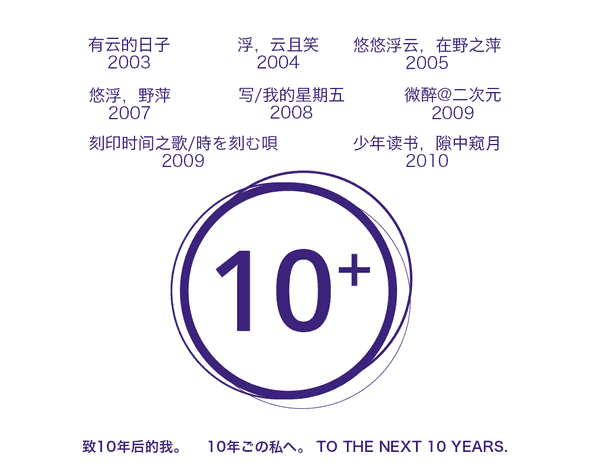 有云的日子 浮，云且笑 悠悠浮云，在野之萍
2003 2004 2005
悠浮，野萍 写/我的星期五 微醉@二次元
2007 2008 2009
刻印时间之歌/時を刻む唄 少年读书，隙中窥月
2009 2010
10+
致10年后的我。 10年ごの私へ。 TO THE NEXT 10 YEARS.